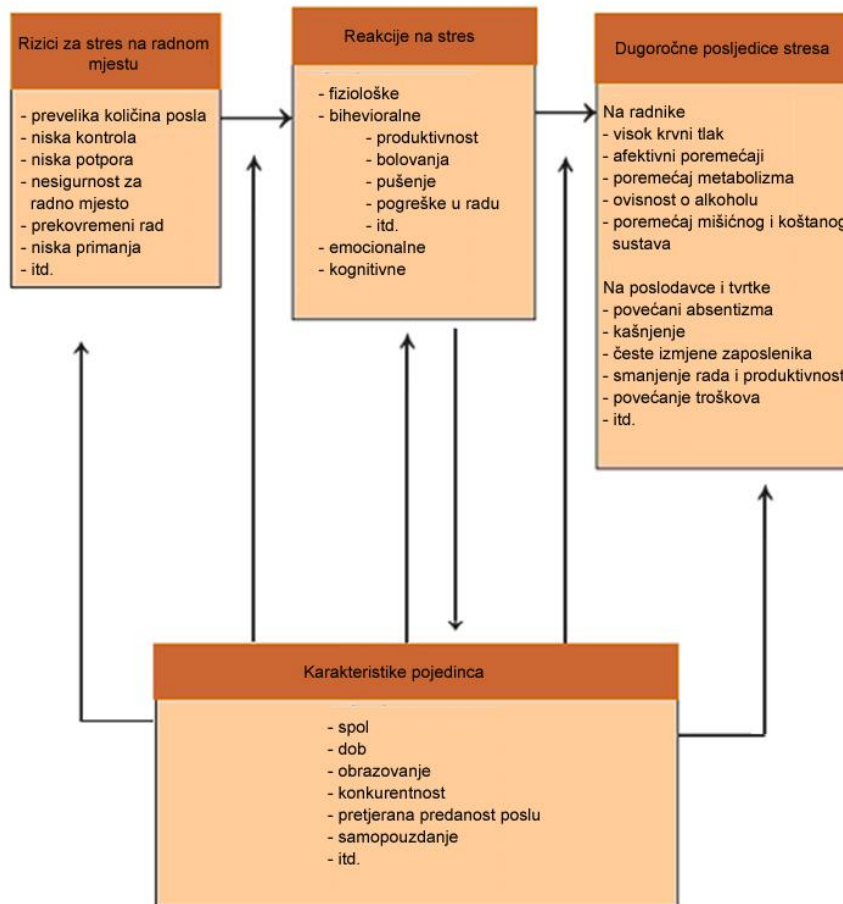 Rizici za stres na radnom
mjestu
- prevelika količina posla
- niska kontrola
- niska potpora
- nesigurnost za
radno mjesto
- prekovremeni rad
- niska primanja
- itd.
Reakcije na stres
- fiziološke
- bihevioralne
- produktivnost
- bolovanja
- pušenje
- pogreške u radu
- itd.
- emocionalne
- kognitivne
Dugoročne posljedice stresa
Na radnike
- visok krvni tlak
- afektivni poremećaji
- poremećaj metabolizma
- ovisnost o alkoholu
- poremećaj mišićnog i koštanog
sustava
Na poslodavce i tvrtke
- povećani absentizma
- kašnjenje
- česte izmjene zaposlenika
- smanjenje rada i produktivnost
- povećanje troškova
- itd.
Karakteristike pojedinca
- spol
- dob
- obrazovanje
- konkurentnost
- pretjerana predanost poslu
- samopouzdanje
- itd.